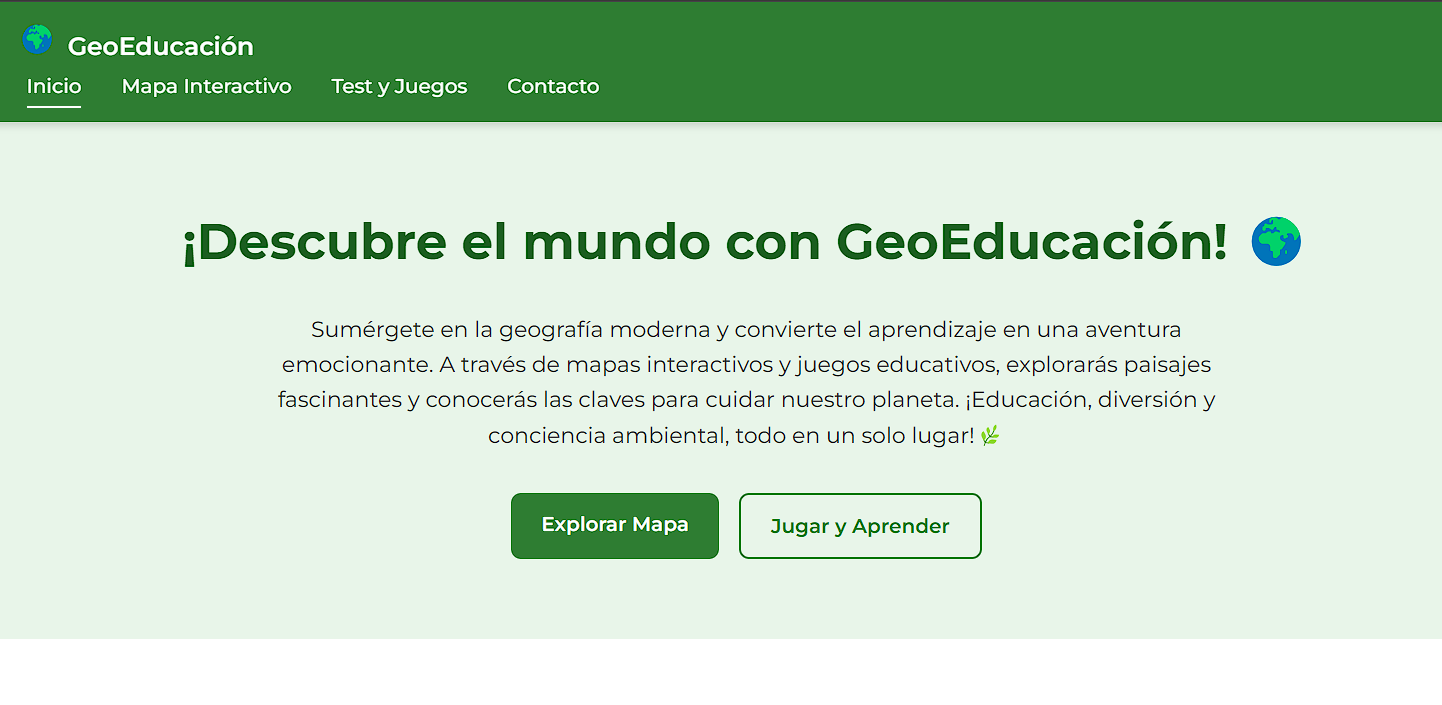 GeoEducación
Inicio Mapa Interactivo Test y Juegos Contacto
¡Descubre el mundo con GeoEducación! 🌍
Sumérgete en la geografía moderna y convierte el aprendizaje en una aventura
emocionante. A través de mapas interactivos y juegos educativos, explorarás paisajes
fascinantes y conocerás las claves para cuidar nuestro planeta. ¡Educación, diversión y
conciencia ambiental, todo en un solo lugar! 🌿
Explorar Mapa Jugar y Aprender